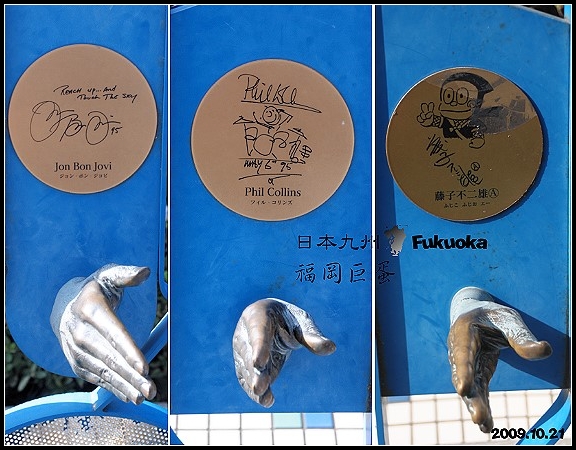 REACH UP... AND
TOUCH THE SKY
95
Jon Bon Jovi
ジョン・ボン・ジョビ
Phil Collins
フィル・コリンズ
藤子不二雄Ⓐ
ふじこ ふじお えー
日本九州 Fukuoka
福岡巨蛋
2009.10.21